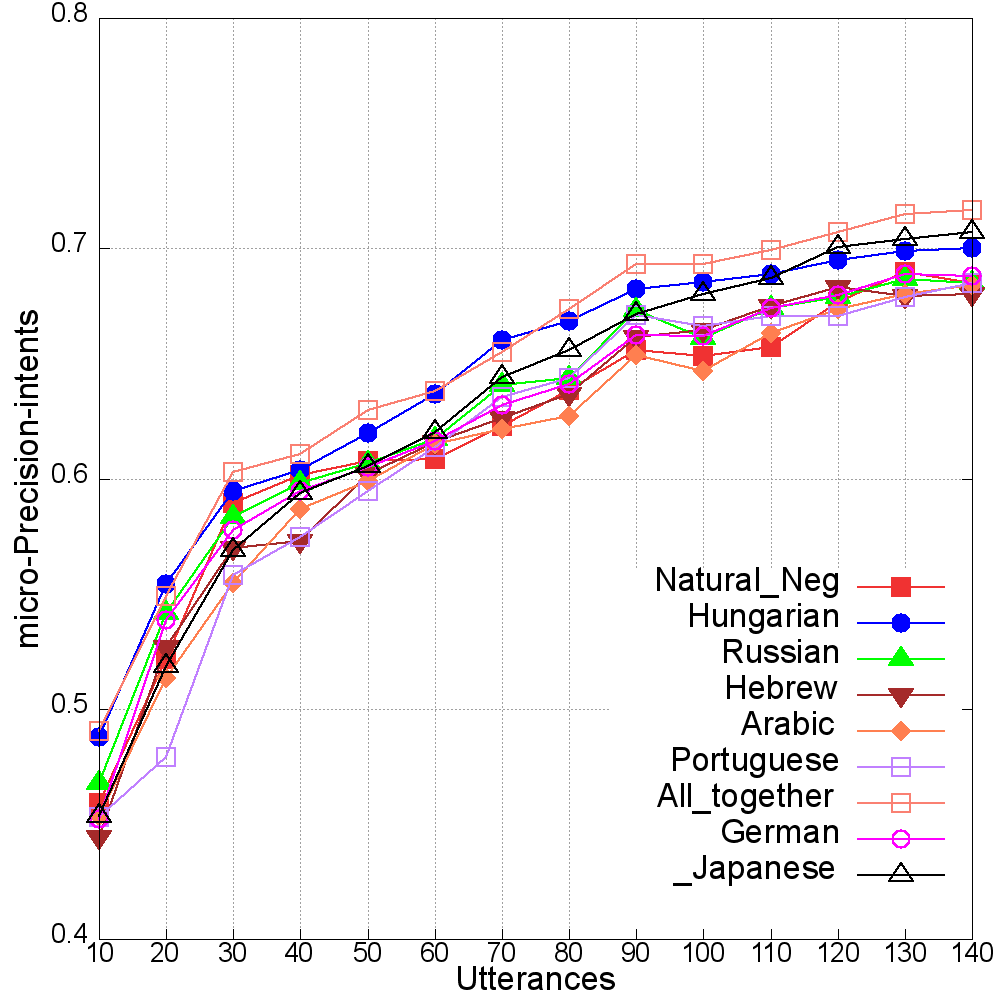 micro-Precision-intents
0.8
0.7
0.6
0.5
0.4
Natural_Neg
Hungarian
Russian
Hebrew
Arabic
Portuguese
All_together
German
_Japanese
10 20 30 40 50 60 70 80 90 100 110 120 130 140
Utterances